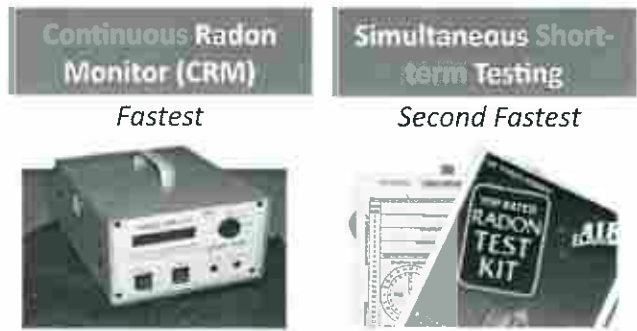 Continuous Radon
Monitor (CRM)
Fastest
Simultaneous Short-
term Testing
Second Fastest
RADON
TEST
KIT